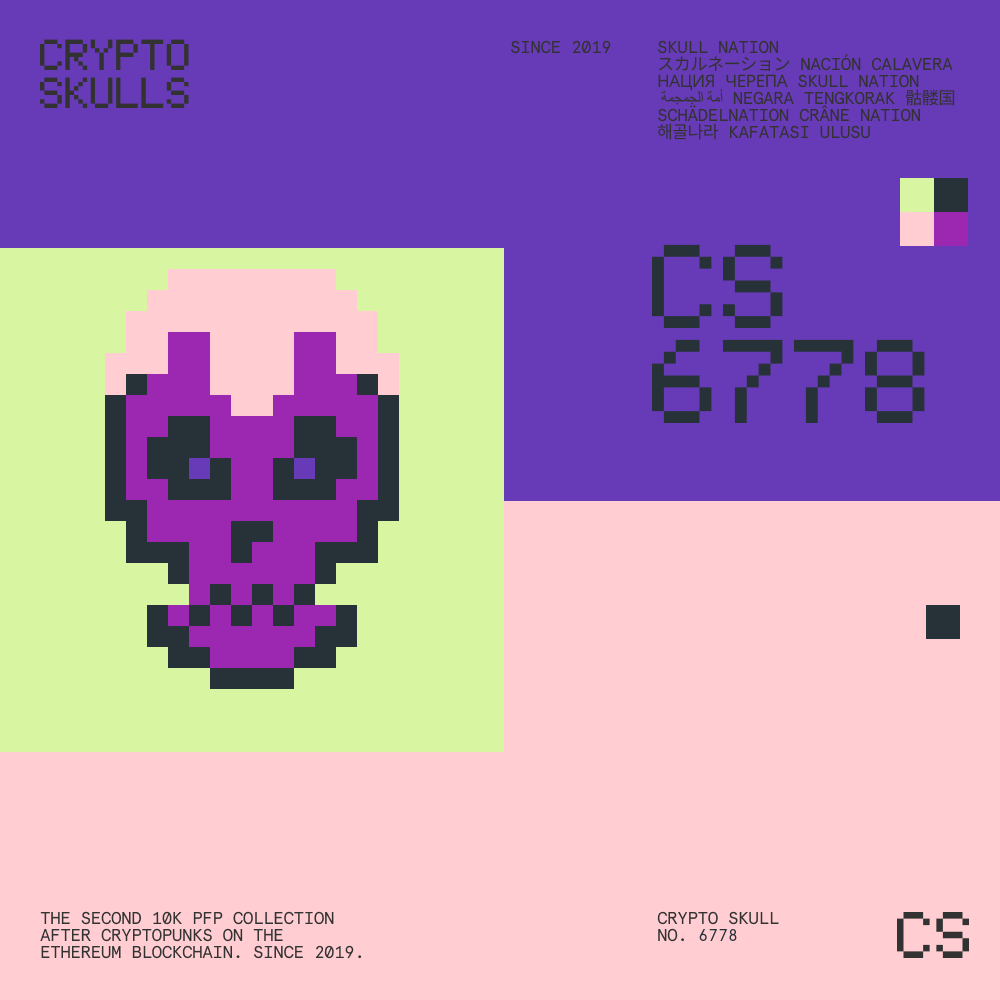 CRYPTO
SKULLS
SINCE 2019
SKULL NATION
スカルネーション NACIÓN CALAVERA
НАЦИЯ ЧЕРЕПА SKULL NATION
أمة الجمجمة NEGARA TENGKORAK 骷髅国
SCHÄDELNATION CRÂNE NATION
해골나라 KAFATASI ULUSU
CS
6778
THE SECOND 10K PFP COLLECTION
AFTER CRYPTOPUNKS ON THE
ETHEREUM BLOCKCHAIN. SINCE 2019.
CRYPTO SKULL
NO. 6778
CS